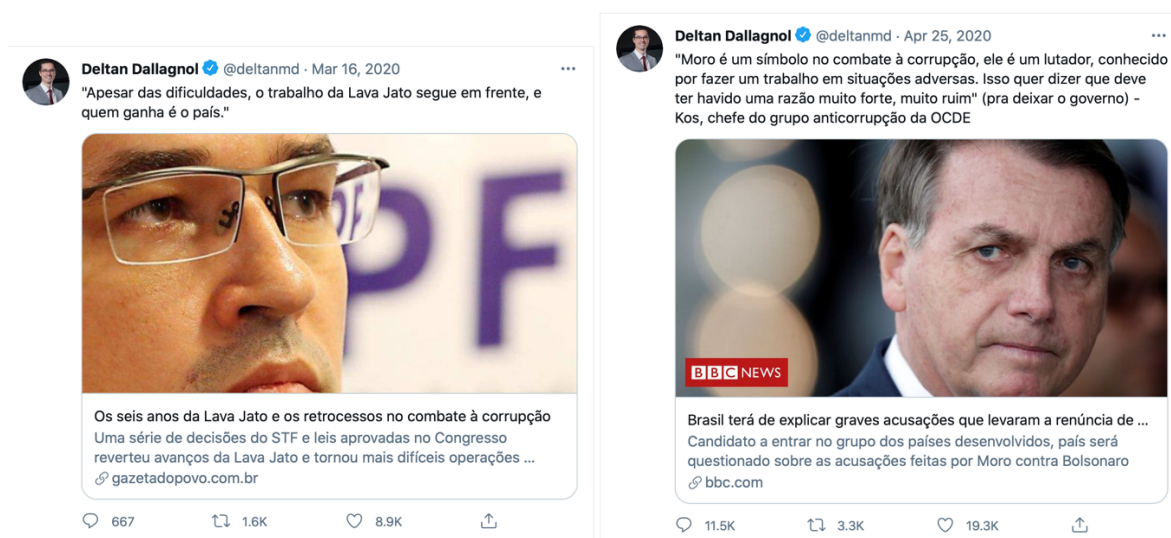 Deltan Dallagnol @deltanmd · Mar 16, 2020
"Apesar das dificuldades, o trabalho da Lava Jato segue em frente, e
quem ganha é o país."
PF
PF
Os seis anos da Lava Jato e os retrocessos no combate à corrupção
Uma série de decisões do STF e leis aprovadas no Congresso
reverteu avanços da Lava Jato e tornou mais difíceis operações ...
gazetadopovo.com.br
667 1.6K 8.9K
Deltan Dallagnol @deltanmd · Apr 25, 2020
"Moro é um símbolo no combate à corrupção, ele é um lutador, conhecido
por fazer um trabalho em situações adversas. Isso quer dizer que deve
ter havido uma razão muito forte, muito ruim" (pra deixar o governo) -
Kos, chefe do grupo anticorrupção da OCDE
BBC NEWS
Brasil terá de explicar graves acusações que levaram a renúncia de ...
Candidato a entrar no grupo dos países desenvolvidos, país será
questionado sobre as acusações feitas por Moro contra Bolsonaro
bbc.com
11.5K 3.3K 19.3K